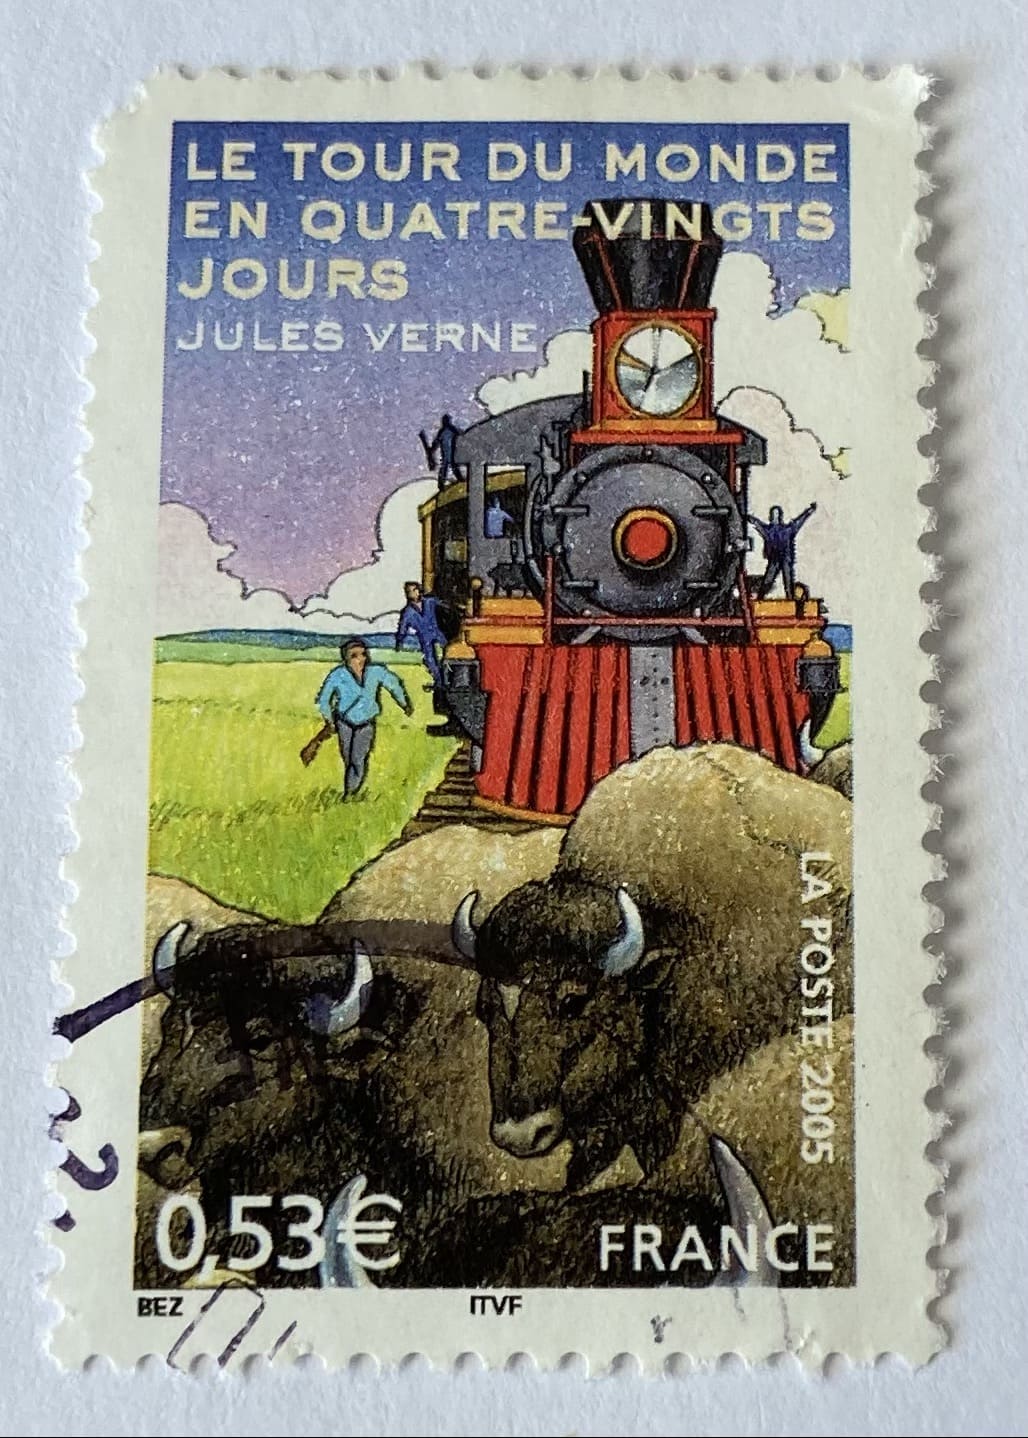 LE TOUR DU MONDE
EN QUATRE-VINGTS
JOURS
JULES VERNE
LA POSTE 2005
0,53€
FRANCE
BEZ
ITVF